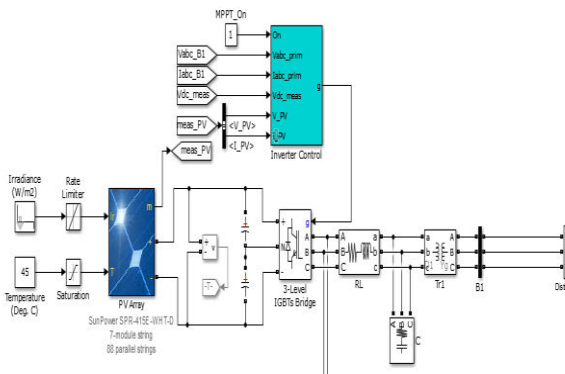 MPPT_On
1
On
Vabc_B1
Vabc_prim
Iabc_B1
Iabc_prim
Vdc_meas
Vdc_meas
g
meas_PV
<V_PV>
V_PV
<I_PV>
I_PV
Inverter Control
meas_PV
Irradiance
(W/m2)
Rate
Limiter
Ir
m
+
-
T
45
Temperature
(Deg. C)
Saturation
PV Array
SunPower SPR-415E-WHT-D
7-module string
88 parallel strings
+
-
v
-T-
+
N
-
g
A
B
C
3-Level
IGBTs Bridge
A
B
C
a
b
c
RL
a
b
c
A
B
C
Tr1
B1
A
B
C
C